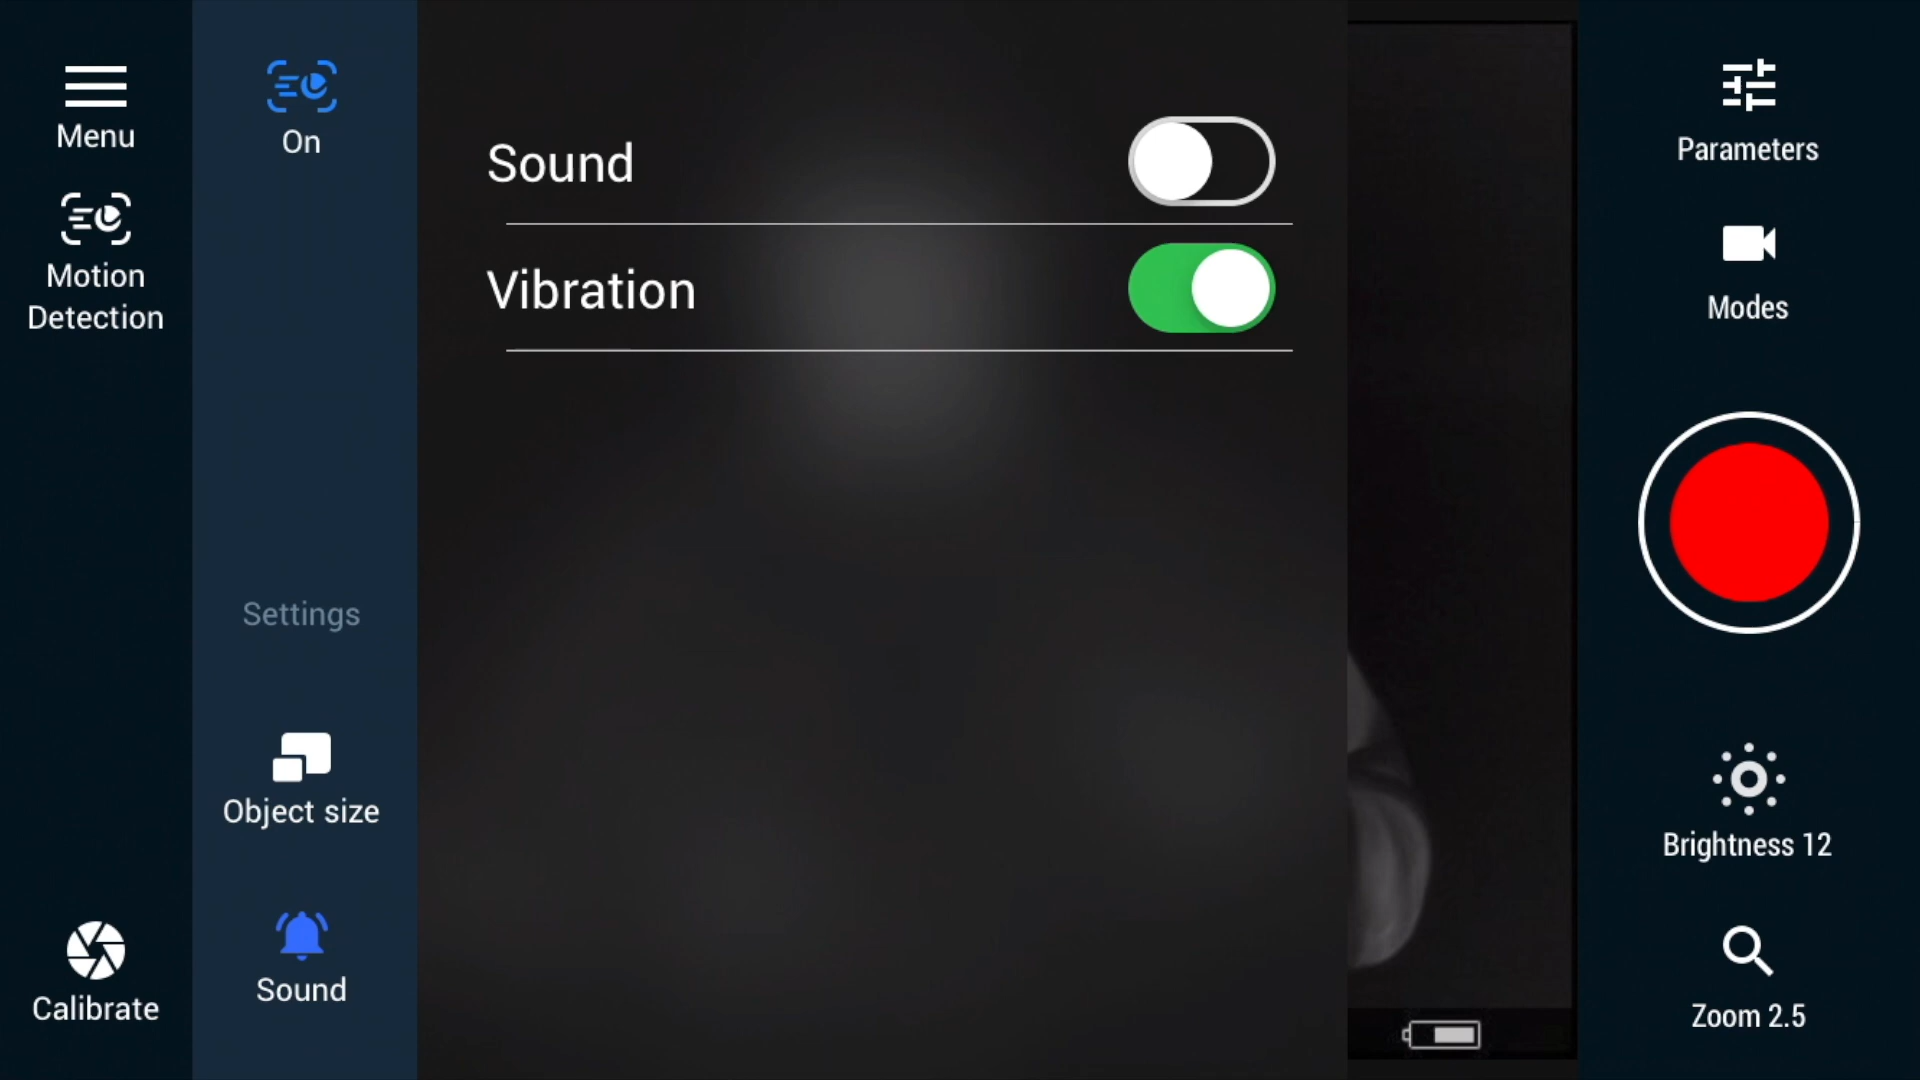 Menu
Motion
Detection
Calibrate
On
Settings
Object size
Sound
Sound
Vibration
Parameters
Modes
Brightness 12
Zoom 2.5